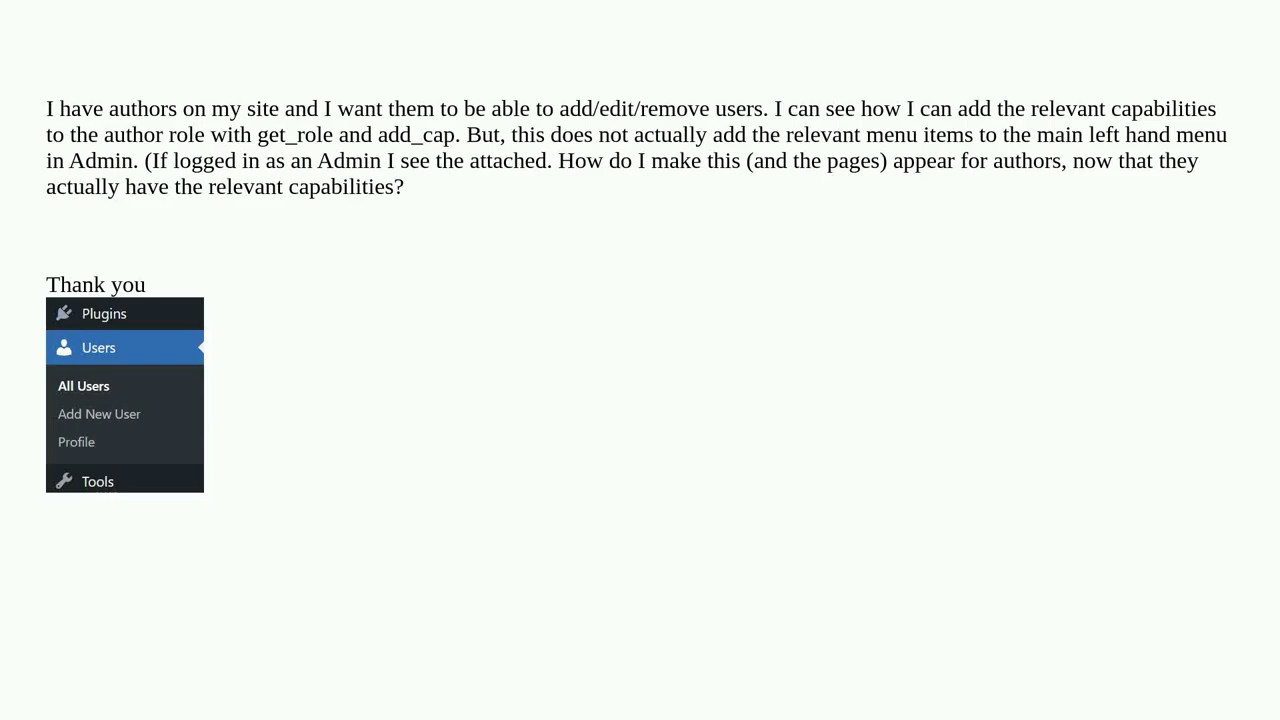 I have authors on my site and I want them to be able to add/edit/remove users. I can see how I can add the relevant capabilities
to the author role with get_role and add_cap. But, this does not actually add the relevant menu items to the main left hand menu
in Admin. (If logged in as an Admin I see the attached. How do I make this (and the pages) appear for authors, now that they
actually have the relevant capabilities?
Thank you
Plugins
Users
All Users
Add New User
Profile
Tools